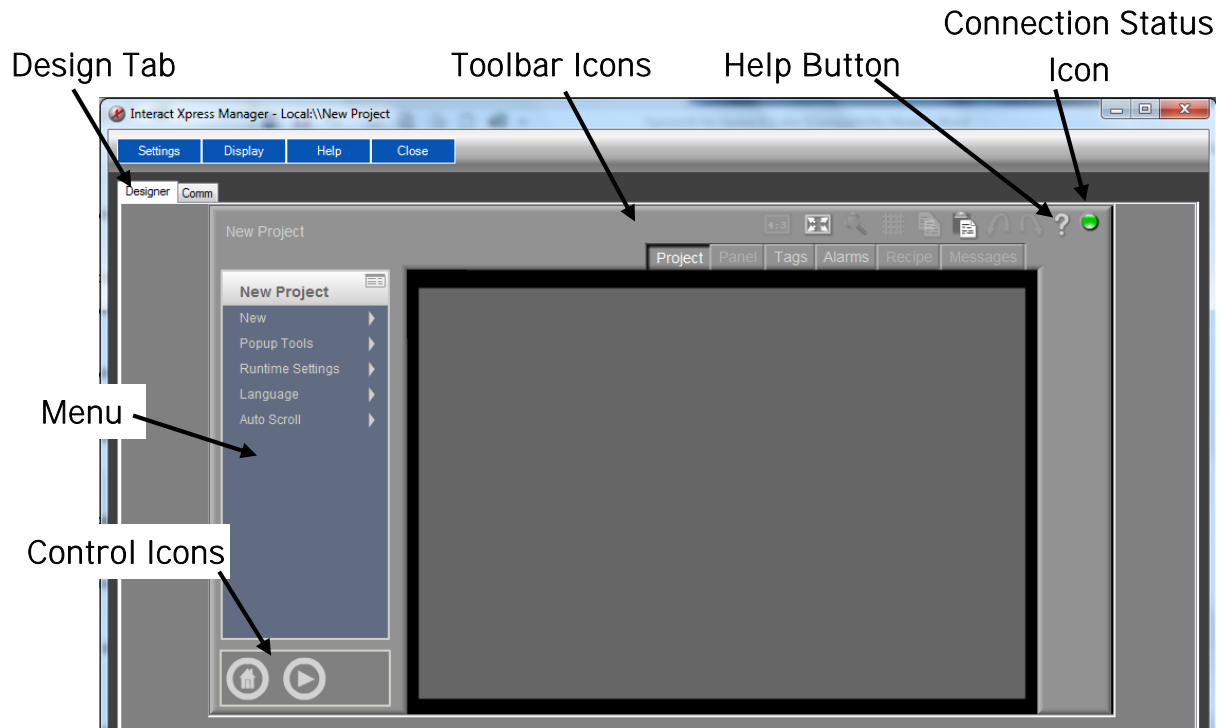 Connection Status
Icon
Design Tab
Toolbar Icons
Help Button
Interact Xpress Manager - Local:\\New Project
Settings Display Help Close
Designer Comm
New Project
4:3
?
Project Panel Tags Alarms Recipe Messages
New Project
New
Popup Tools
Runtime Settings
Language
Auto Scroll
Menu
Control Icons